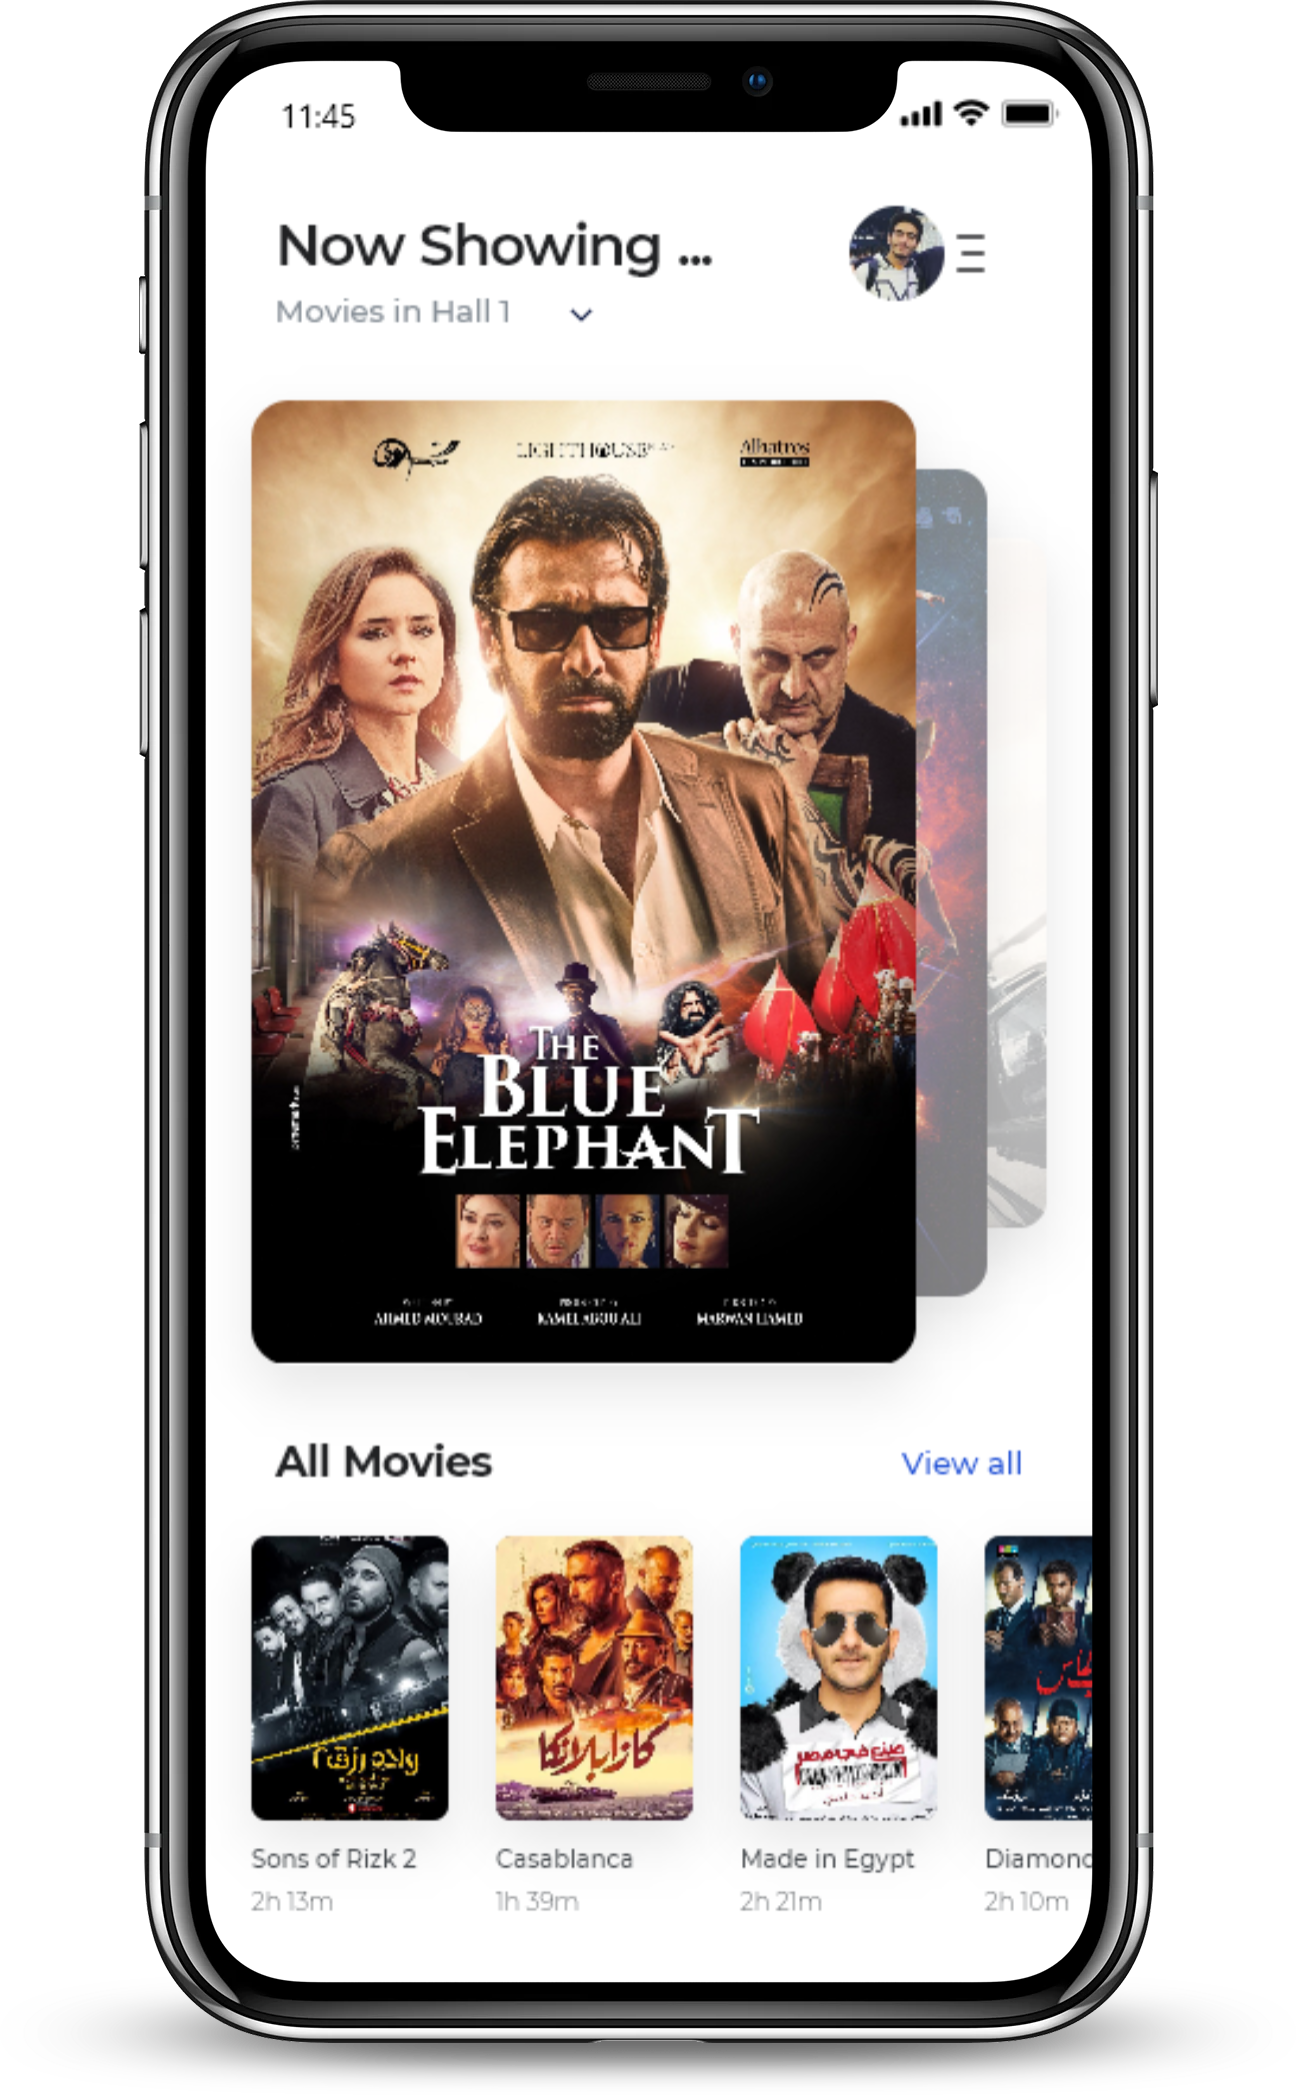 11:45
Now Showing ...
Movies in Hall 1
LIGHTHOUSE
Albatros
THE
BLUE
ELEPHANT
AHMED MOURAD
KAMEL ABOU ALI
MARWAN HAMED
All Movies
View all
ولاد رزق ٢
كازابلانكا
صنع في مصر
Sons of Rizk 2
Casablanca
Made in Egypt
Diamond
2h 13m
1h 39m
2h 21m
2h 10m